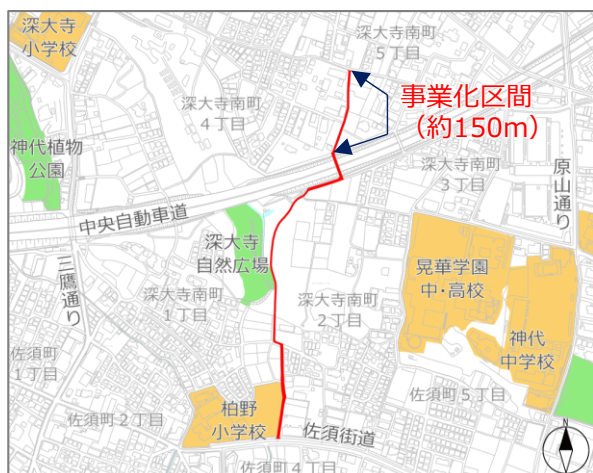 深大寺
小学校
深大寺南町
5丁目
事業化区間
（約150m）
深大寺南町
4丁目
神代植物
公園
深大寺南町
3丁目
原山通り
中央自動車道
深大寺
自然広場
三鷹通り
晃華学園
中・高校
深大寺南町
1丁目
深大寺南町
2丁目
神代
中学校
佐須町
1丁目
佐須町2丁目
柏野
小学校
佐須町5丁目
佐須街道
佐須町4丁目
N